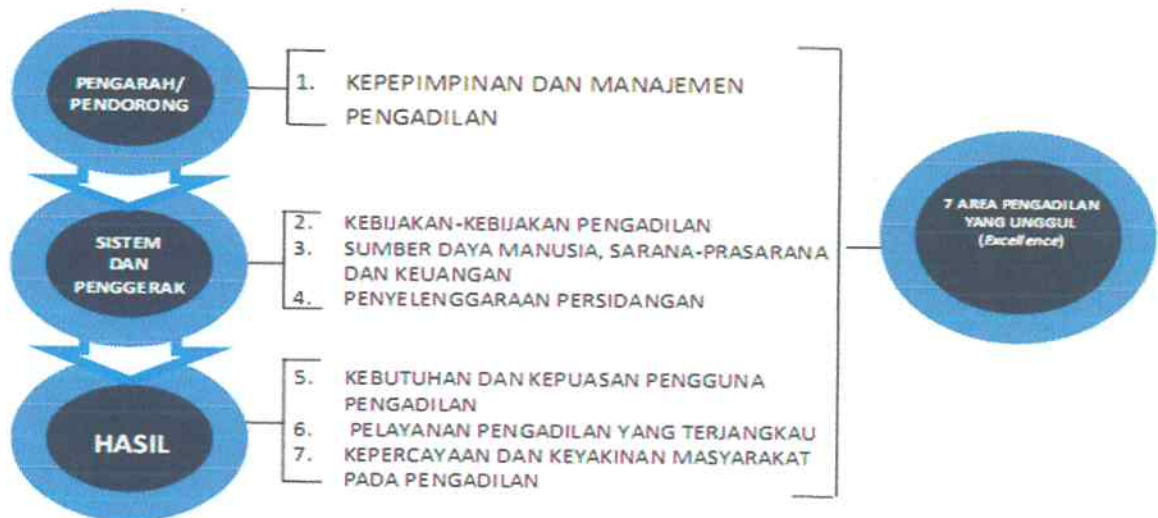 PENGARAH/
PENDORONG
1. KEPEPIMPINAN DAN MANAJEMEN
PENGADILAN
SISTEM
DAN
PENGGERAK
2. KEBIJAKAN-KEBIJAKAN PENGADILAN
3. SUMBER DAYA MANUSIA, SARANA-PRASARANA
DAN KEUANGAN
4. PENYELENGGARAAN PERSIDANGAN
HASIL
5. KEBUTUHAN DAN KEPUASAN PENGGUNA
PENGADILAN
6. PELAYANAN PENGADILAN YANG TERJANGKAU
7. KEPERCAYAAN DAN KEYAKINAN MASYARAKAT
PADA PENGADILAN
7 AREA PENGADILAN
YANG UNGGUL
(Excellence)